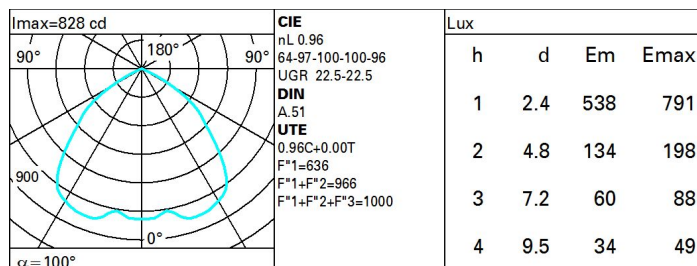 Imax=828 cd
90°
180°
90°
900
0°
α=100°
CIE
nL 0.96
64-97-100-100-96
UGR 22.5-22.5
DIN
A.51
UTE
0.96C+0.00T
F"1=636
F"1+F"2=966
F"1+F"2+F"3=1000
Lux
h d Em Emax
1 2.4 538 791
2 4.8 134 198
3 7.2 60 88
4 9.5 34 49